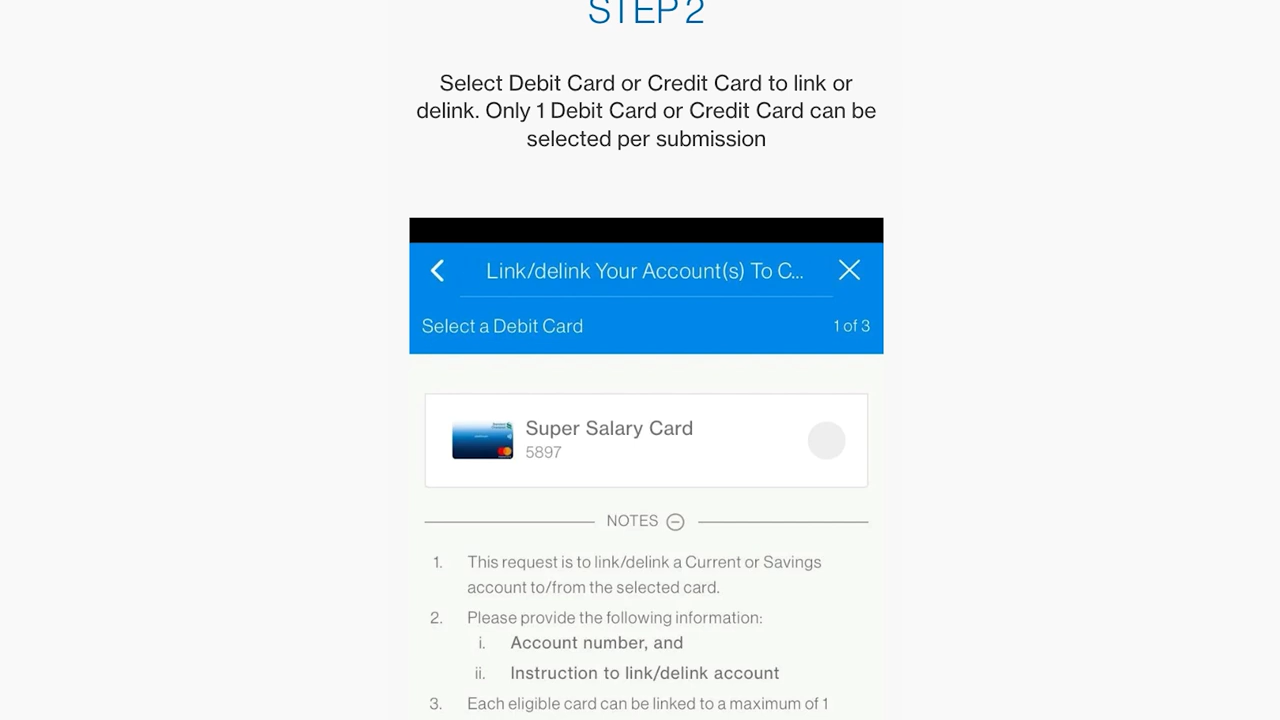 STEP 2
Select Debit Card or Credit Card to link or
delink. Only 1 Debit Card or Credit Card can be
selected per submission
Link/delink Your Account(s) To C...
Select a Debit Card
1 of 3
Super Salary Card
5897
NOTES
1. This request is to link/delink a Current or Savings
account to/from the selected card.
2. Please provide the following information:
i. Account number, and
ii. Instruction to link/delink account
3. Each eligible card can be linked to a maximum of 1